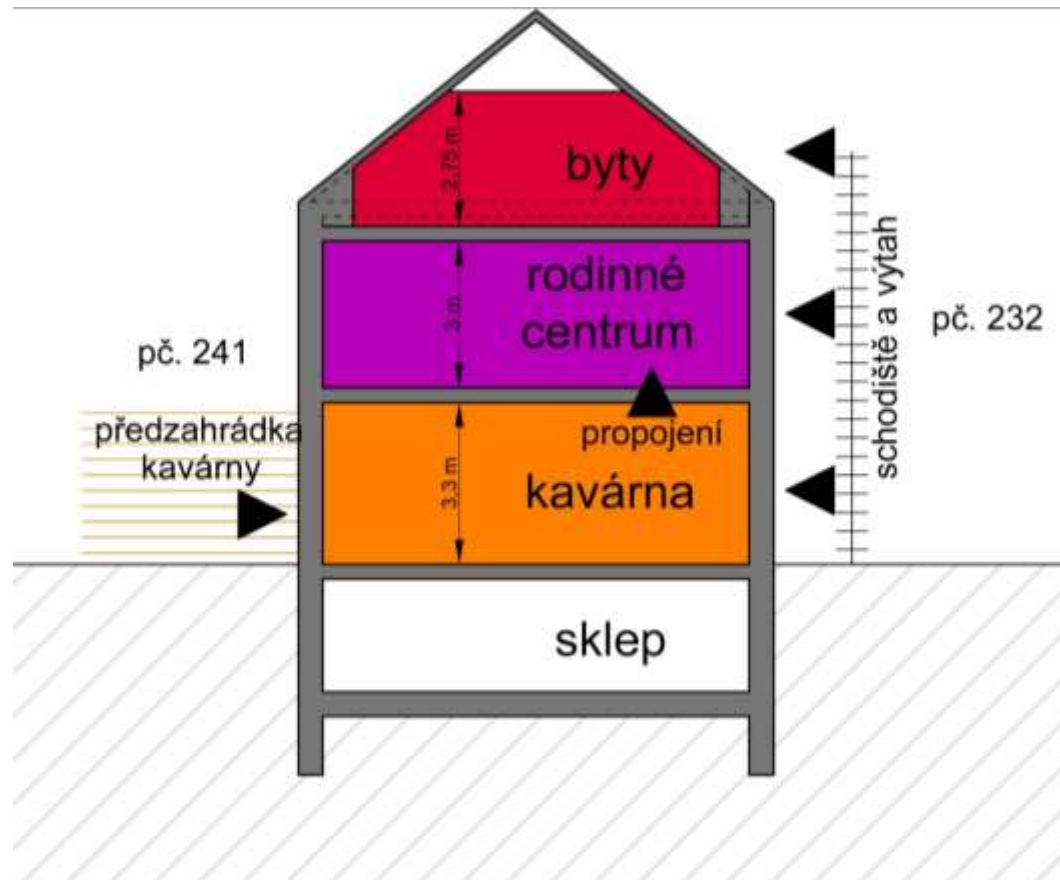 byty
2,75 m
rodinné
centrum
3 m
pč. 241
pč. 232
schodiště a výtah
předzahrádka
kavárny
propojení
kavárna
3,3 m
sklep